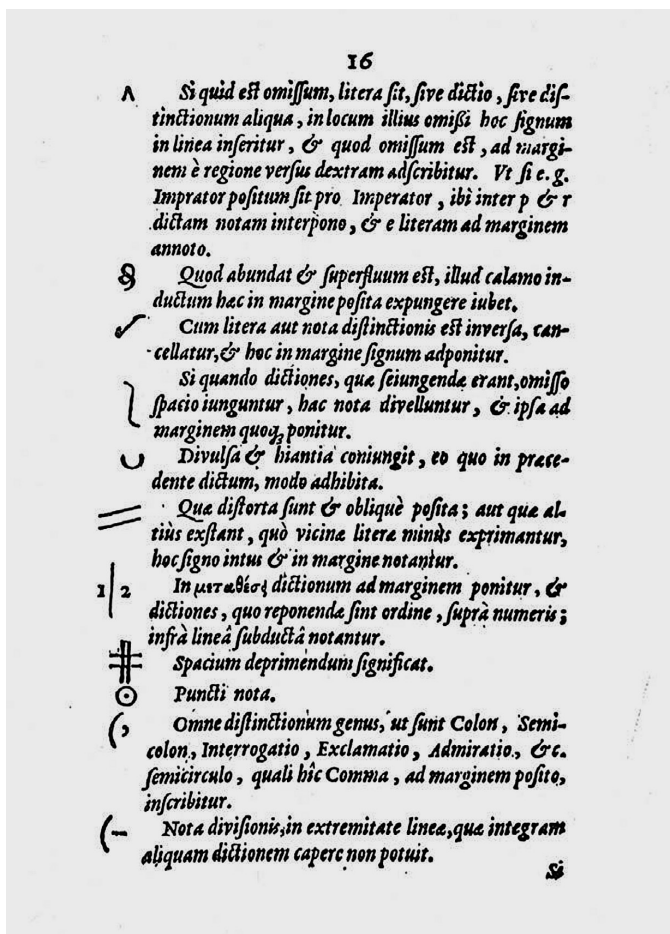 16
Si quid est omissum, litera sit, sive dictio, sive dis-
tinctionum aliqua, in locum illius omißi hoc signum
in linea inseritur, & quod omissum est, ad margi-
nem è regione versus dextram adscribitur. Vt si e.g.
Imprator positum sit pro Imperator, ibi inter p & r
dictam notam interpono, & e literam ad marginem
annoto.
Quod abundat & superfluum est, illud calamo in-
ductum hæc in margine posita expungere iubet.
Cum litera aut nota distinctionis est inversa, can-
cellatur, & hoc in margine signum adponitur.
Si quando dictiones, quæ seiungendæ erant, omisso
spacio iunguntur, hac nota divelluntur, & ipsa ad
marginem quoqȝ ponitur.
Divulsa & hiantia coniungit, eo quo in præce-
dente dictum, modo adhibita.
Quæ distorta sunt & obliquè posita; aut quæ al-
tiùs exstant, quò vicinæ literæ minùs exprimantur,
hoc signo intus & in margine notantur.
1 | 2 In μεταθέσι dictionum ad marginem ponitur, &
dictiones, quo reponendæ sint ordine, suprà numeris;
infrà lineâ subductâ notantur.
Spacium deprimendum significat.
Puncti nota.
(, Omne distinctionum genus, ut sunt Colon, Semi-
colon, Interrogatio, Exclamatio, Admiratio, &c.
semicirculo, quali hîc Comma, ad marginem posito,
inscribitur.
(- Nota divisionis, in extremitate lineæ, quæ integram
aliquam dictionem capere non potuit.
Si